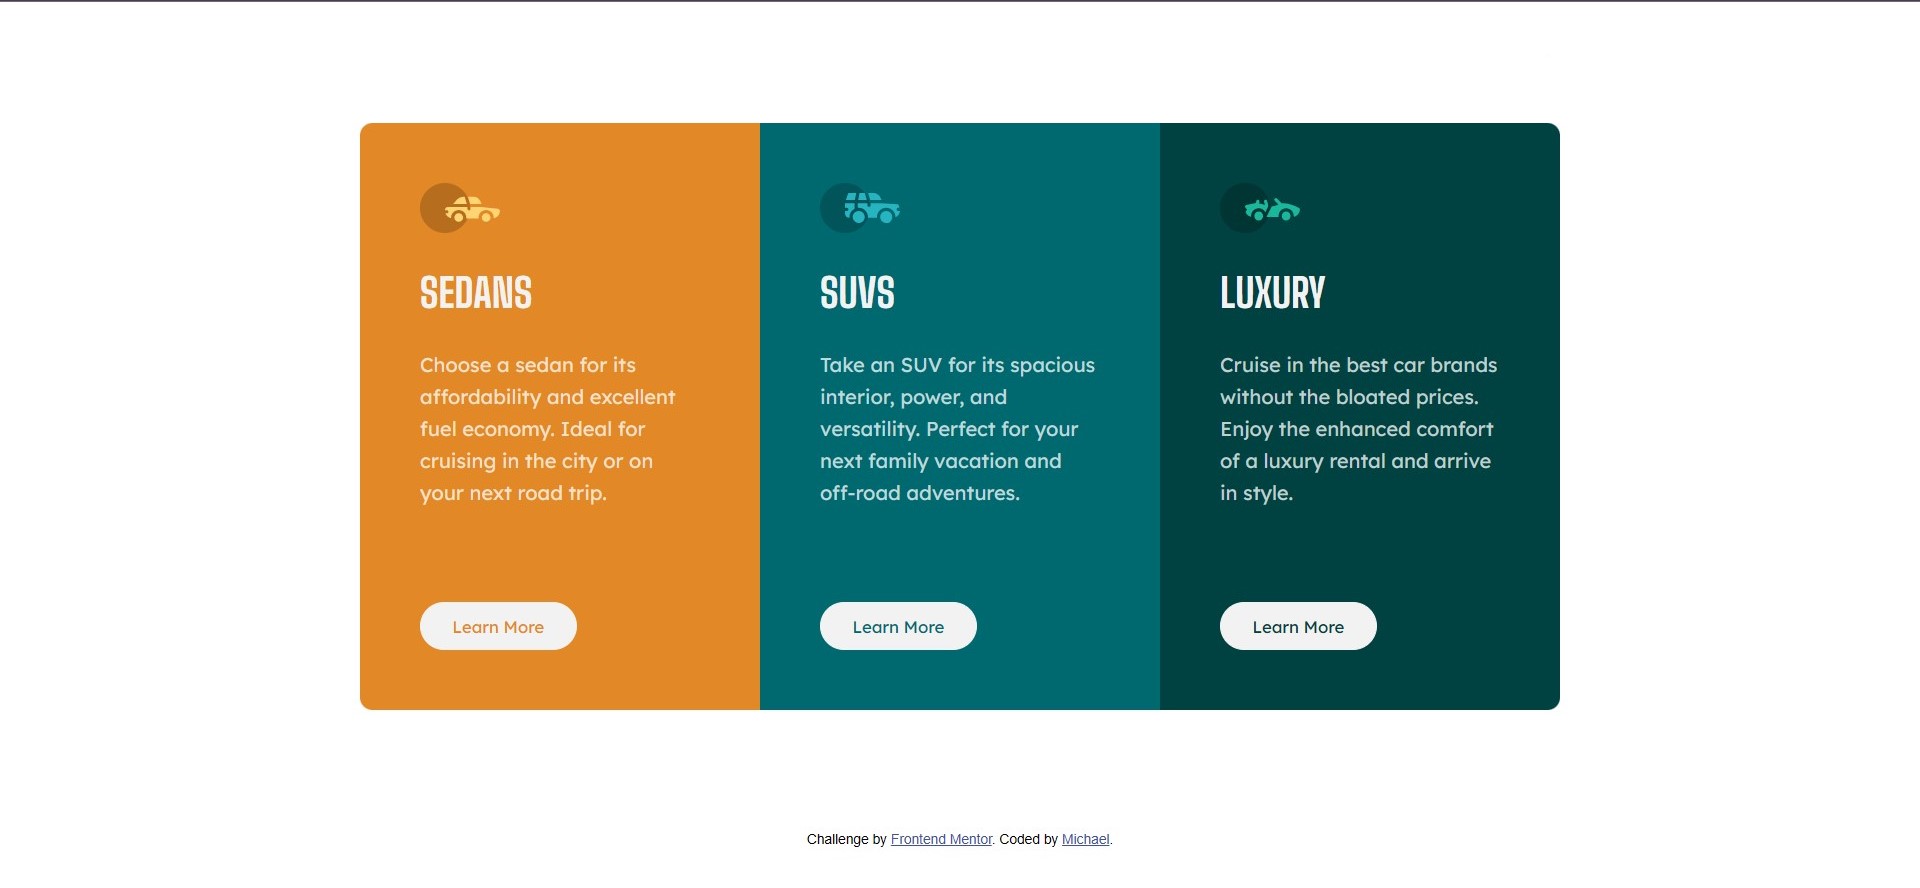 SEDANS
Choose a sedan for its
affordability and excellent
fuel economy. Ideal for
cruising in the city or on
your next road trip.
Learn More
SUVS
Take an SUV for its spacious
interior, power, and
versatility. Perfect for your
next family vacation and
off-road adventures.
Learn More
LUXURY
Cruise in the best car brands
without the bloated prices.
Enjoy the enhanced comfort
of a luxury rental and arrive
in style.
Learn More
Challenge by Frontend Mentor. Coded by Michael.